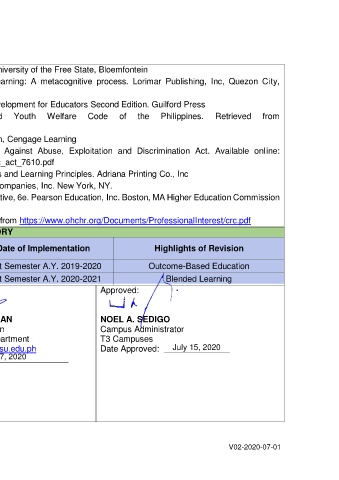 niversity of the Free State, Bloemfontein
earning: A metacognitive process. Lorimar Publishing, Inc, Quezon City,
velopment for Educators Second Edition. Guilford Press
d Youth Welfare Code of the Philippines. Retrieved from
n, Cengage Learning
Against Abuse, Exploitation and Discrimination Act. Available online:
_act_7610.pdf
s and Learning Principles. Adriana Printing Co., Inc
ompanies, Inc. New York, NY.
tive, 6e. Pearson Education, Inc. Boston, MA Higher Education Commission
from https://www.ohchr.org/Documents/ProfessionalInterest/crc.pdf
ORY
Date of Implementation Highlights of Revision
t Semester A.Y. 2019-2020 Outcome-Based Education
t Semester A.Y. 2020-2021 Blended Learning
Approved:
AN NOEL A. SEDIGO
n Campus Administrator
artment T3 Campuses
su.edu.ph Date Approved: July 15, 2020
7, 2020
V02-2020-07-01